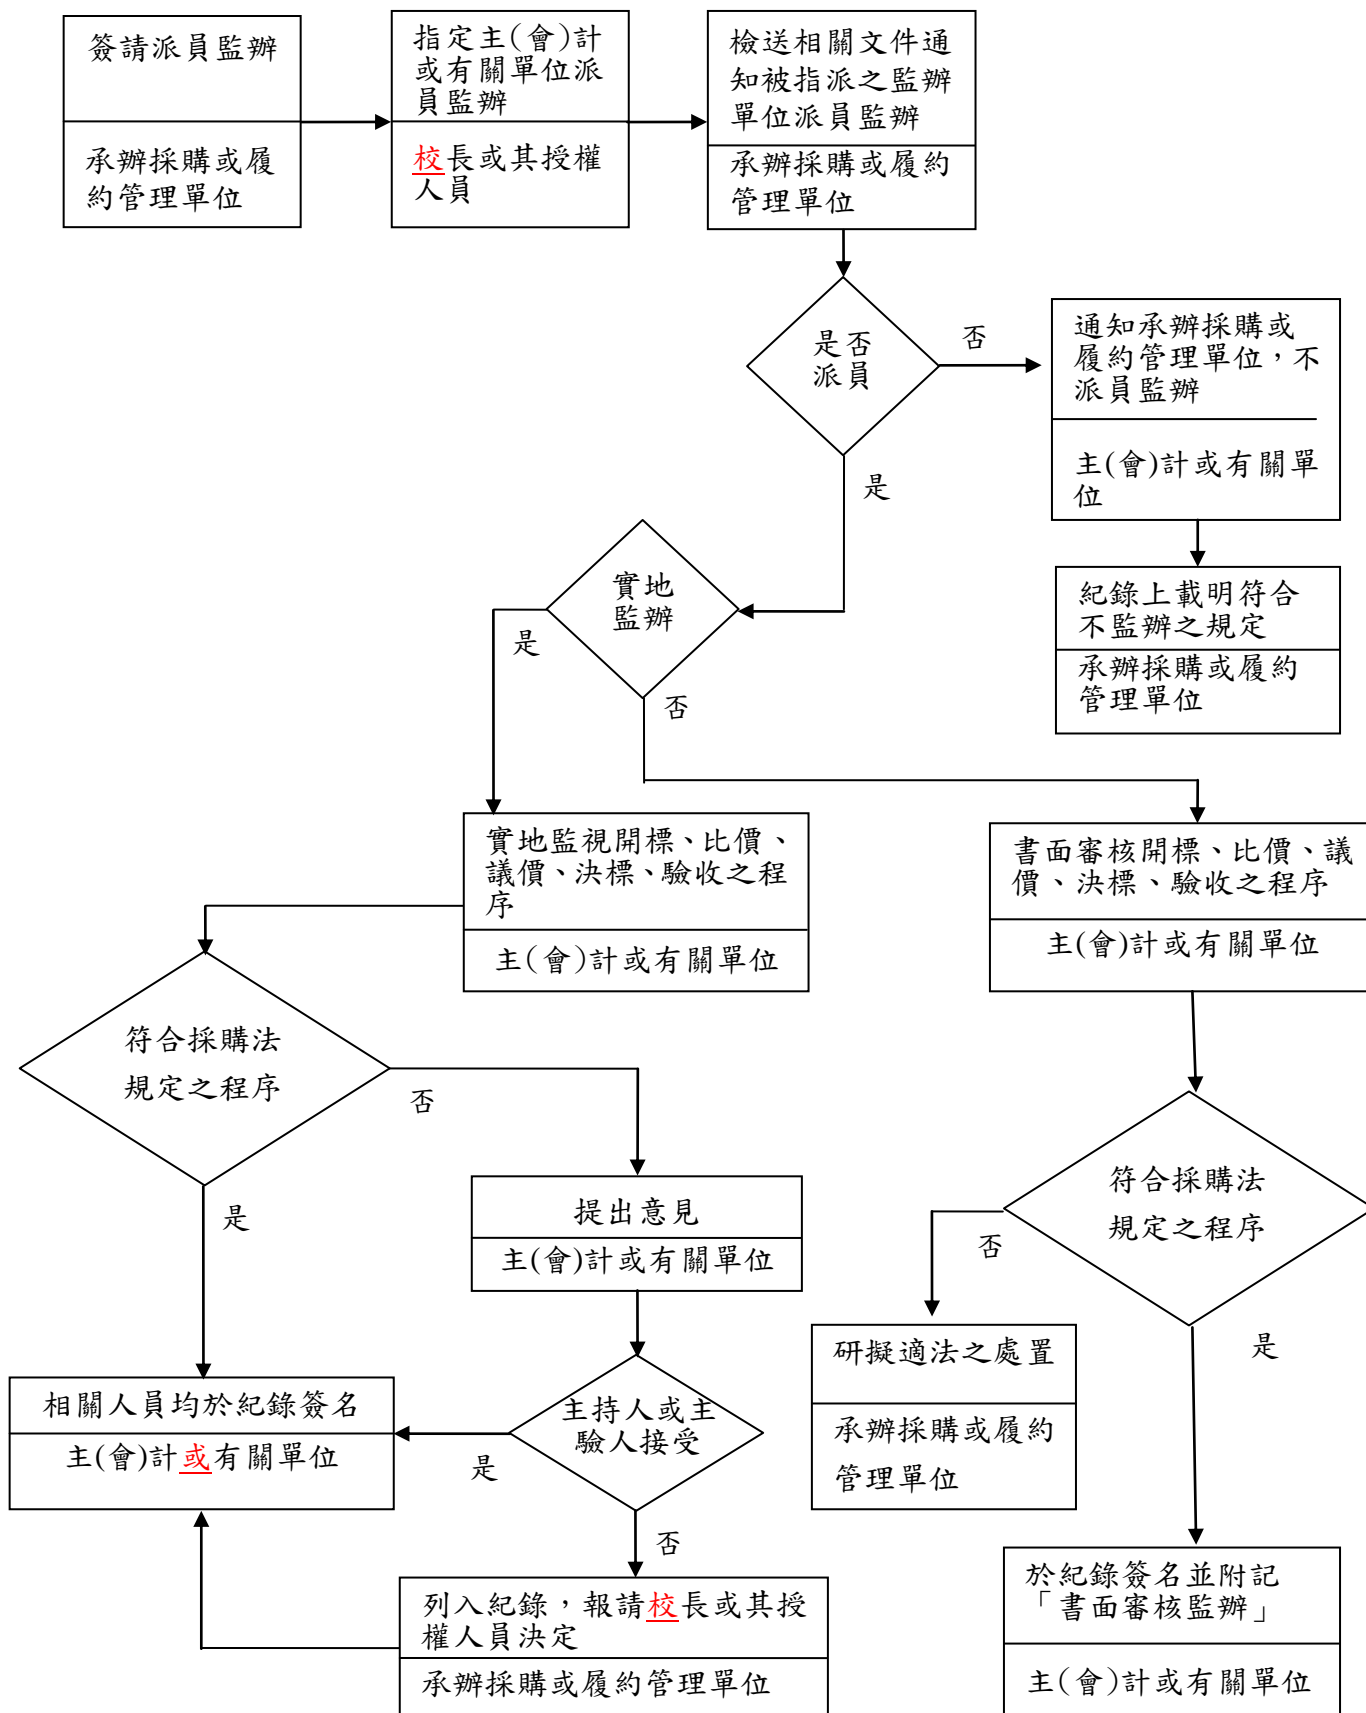 簽請派員監辦
承辦採購或履
約管理單位
指定主(會)計
或有關單位派
員監辦
校長或其授權
人員
檢送相關文件通
知被指派之監辦
單位派員監辦
承辦採購或履約
管理單位
是否
派員
否
是
通知承辦採購或
履約管理單位，不
派員監辦
主(會)計或有關單
位
紀錄上載明符合
不監辦之規定
承辦採購或履約
管理單位
實地
監辦
是
否
實地監視開標、比價、
議價、決標、驗收之程
序
主(會)計或有關單位
書面審核開標、比價、議
價、決標、驗收之程序
主(會)計或有關單位
符合採購法
規定之程序
否
是
提出意見
主(會)計或有關單位
符合採購法
規定之程序
否
是
研擬適法之處置
承辦採購或履約
管理單位
主持人或主
驗人接受
是
否
相關人員均於紀錄簽名
主(會)計或有關單位
列入紀錄，報請校長或其授
權人員決定
承辦採購或履約管理單位
於紀錄簽名並附記
「書面審核監辦」
主(會)計或有關單位